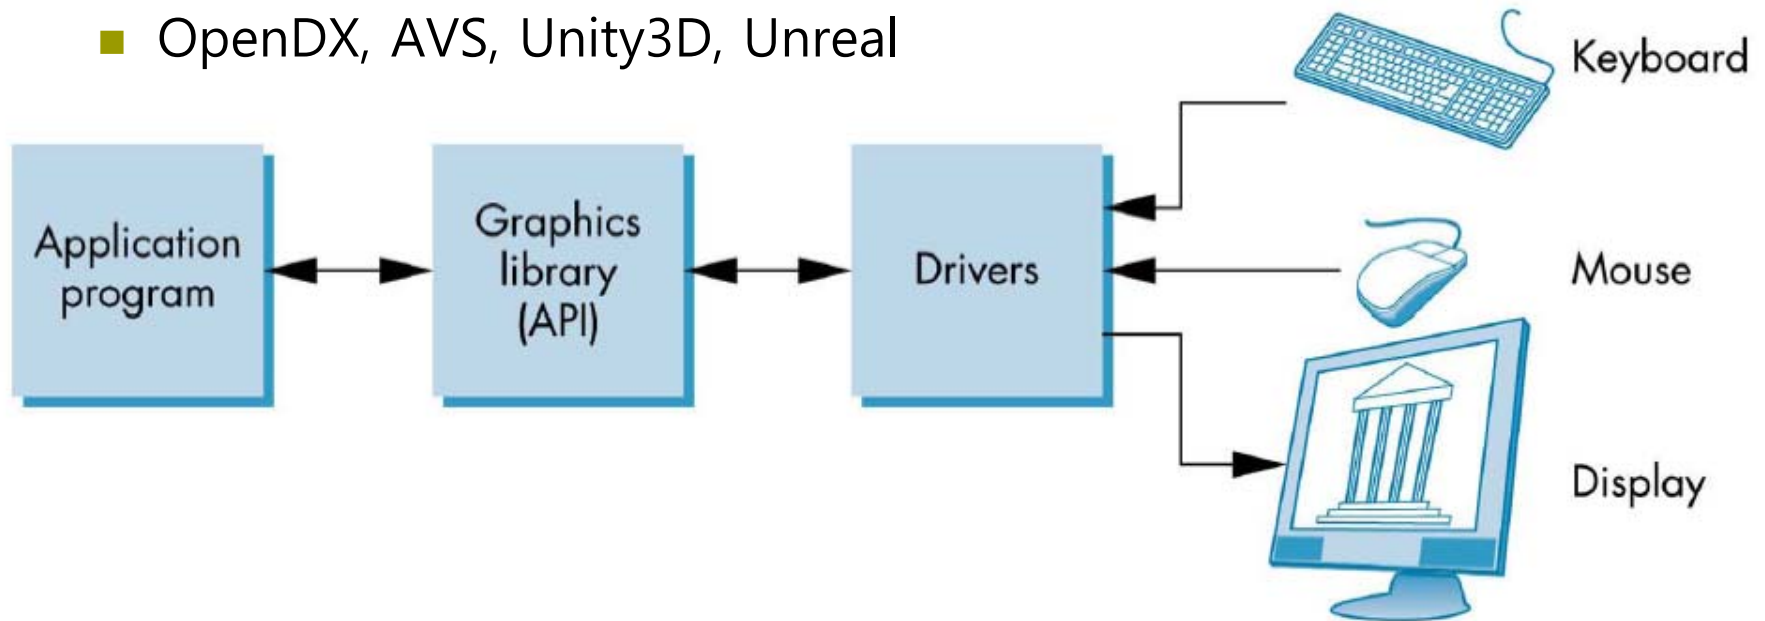 OpenDX, AVS, Unity3D, Unreal
Keyboard
Application
program
Graphics
library
(API)
Drivers
Mouse
Display